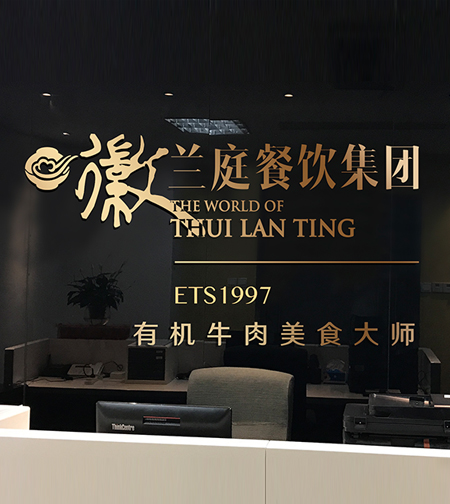 徽兰庭餐饮集团
THE WORLD OF
THUI LAN TING
ETS1997
有机牛肉美食大师
ThinkCentre